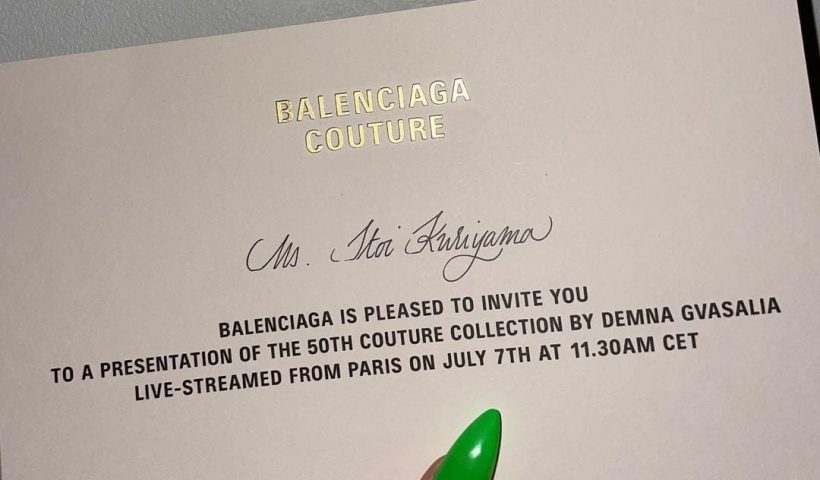 BALENCIAGA
COUTURE
Ms. Itoi Kuriyama
BALENCIAGA IS PLEASED TO INVITE YOU
TO A PRESENTATION OF THE 50TH COUTURE COLLECTION BY DEMNA GVASALIA
LIVE-STREAMED FROM PARIS ON JULY 7TH AT 11.30AM CET